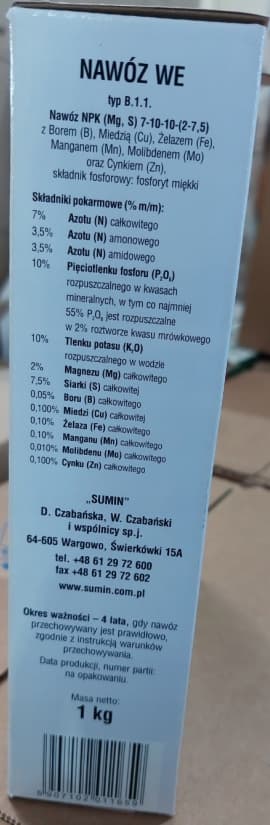 NAWÓZ WE
typ B.1.1.
Nawóz NPK (Mg, S) 7-10-10-(2-7,5)
z Borem (B), Miedzią (Cu), Żelazem (Fe),
Manganem (Mn), Molibdenem (Mo)
oraz Cynkiem (Zn),
składnik fosforowy: fosforyt miękki
Składniki pokarmowe (% m/m):
7% Azotu (N) całkowitego
3,5% Azotu (N) amonowego
3,5% Azotu (N) amidowego
10% Pięciotlenku fosforu (P₂O₅)
rozpuszczalnego w kwasach
mineralnych, w tym co najmniej
55% P₂O₅ jest rozpuszczalne
w 2% roztworze kwasu mrówkowego
10% Tlenku potasu (K₂O)
rozpuszczalnego w wodzie
2% Magnezu (Mg) całkowitego
7,5% Siarki (S) całkowitej
0,05% Boru (B) całkowitego
0,100% Miedzi (Cu) całkowitej
0,10% Żelaza (Fe) całkowitego
0,10% Manganu (Mn) całkowitego
0,010% Molibdenu (Mo) całkowitego
0,100% Cynku (Zn) całkowitego
„SUMIN”
D. Czabańska, W. Czabański
i wspólnicy sp.j.
64-605 Wargowo, Świerkówki 15A
tel. +48 61 29 72 600
fax +48 61 29 72 602
www.sumin.com.pl
Okres ważności – 4 lata, gdy nawóz
przechowywany jest prawidłowo,
zgodnie z instrukcją warunków
przechowywania.
Data produkcji, numer partii:
na opakowaniu.
Masa netto:
1 kg
5907102011659